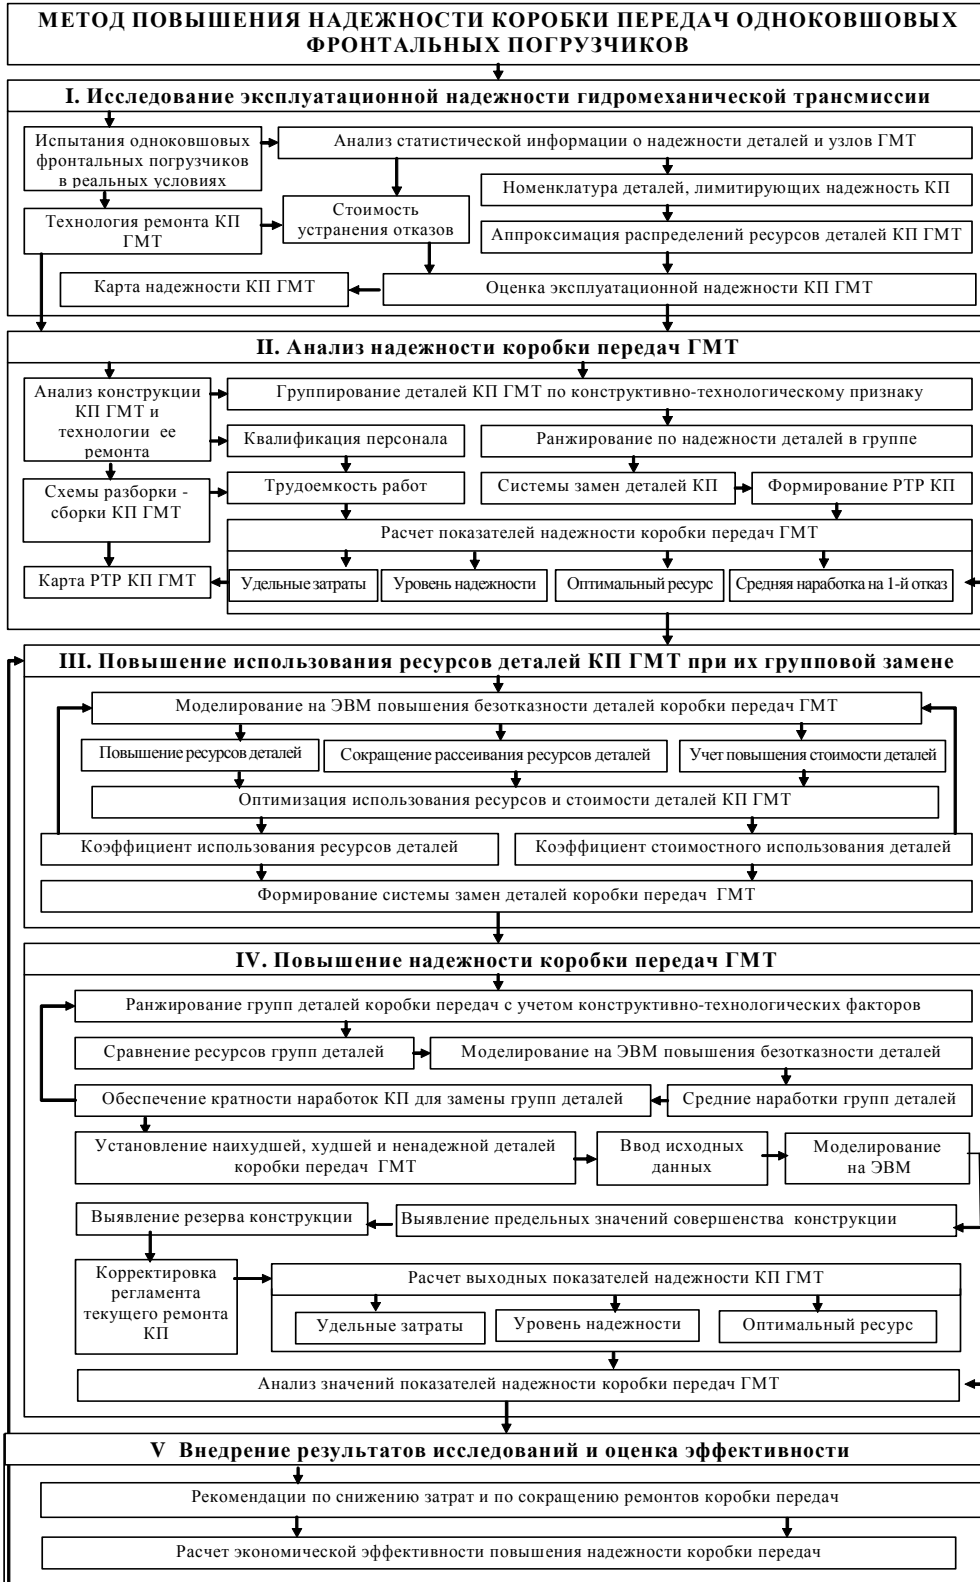 МЕТОД ПОВЫШЕНИЯ НАДЕЖНОСТИ КОРОБКИ ПЕРЕДАЧ ОДНОКОВШОВЫХ
ФРОНТАЛЬНЫХ ПОГРУЗЧИКОВ
I. Исследование эксплуатационной надежности гидромеханической трансмиссии
Испытания одноковшовых
фронтальных погрузчиков
в реальных условиях
Анализ статистической информации о надежности деталей и узлов ГМТ
Номенклатура деталей, лимитирующих надежность КП
Технология ремонта КП
ГМТ
Стоимость
устранения отказов
Аппроксимация распределений ресурсов деталей КП ГМТ
Карта надежности КП ГМТ
Оценка эксплуатационной надежности КП ГМТ
II. Анализ надежности коробки передач ГМТ
Анализ конструкции
КП ГМТ и
технологии ее
ремонта
Группирование деталей КП ГМТ по конструктивно-технологическому признаку
Квалификация персонала
Ранжирование по надежности деталей в группе
Схемы разборки -
сборки КП ГМТ
Трудоемкость работ
Системы замен деталей КП
Формирование РТР КП
Расчет показателей надежности коробки передач ГМТ
Карта РТР КП ГМТ
Удельные затраты
Уровень надежности
Оптимальный ресурс
Средняя наработка на 1-й отказ
III. Повышение использования ресурсов деталей КП ГМТ при их групповой замене
Моделирование на ЭВМ повышения безотказности деталей коробки передач ГМТ
Повышение ресурсов деталей
Сокращение рассеивания ресурсов деталей
Учет повышения стоимости деталей
Оптимизация использования ресурсов и стоимости деталей КП ГМТ
Коэффициент использования ресурсов деталей
Коэффициент стоимостного использования деталей
Формирование системы замен деталей коробки передач ГМТ
IV. Повышение надежности коробки передач ГМТ
Ранжирование групп деталей коробки передач с учетом конструктивно-технологических факторов
Сравнение ресурсов групп деталей
Моделирование на ЭВМ повышения безотказности деталей
Обеспечение кратности наработок КП для замены групп деталей
Средние наработки групп деталей
Установление наихудшей, худшей и ненадежной деталей
коробки передач ГМТ
Ввод исходных
данных
Моделирование
на ЭВМ
Выявление резерва конструкции
Выявление предельных значений совершенства конструкции
Корректировка
регламента
текущего ремонта
КП
Расчет выходных показателей надежности КП ГМТ
Удельные затраты
Уровень надежности
Оптимальный ресурс
Анализ значений показателей надежности коробки передач ГМТ
V Внедрение результатов исследований и оценка эффективности
Рекомендации по снижению затрат и по сокращению ремонтов коробки передач
Расчет экономической эффективности повышения надежности коробки передач